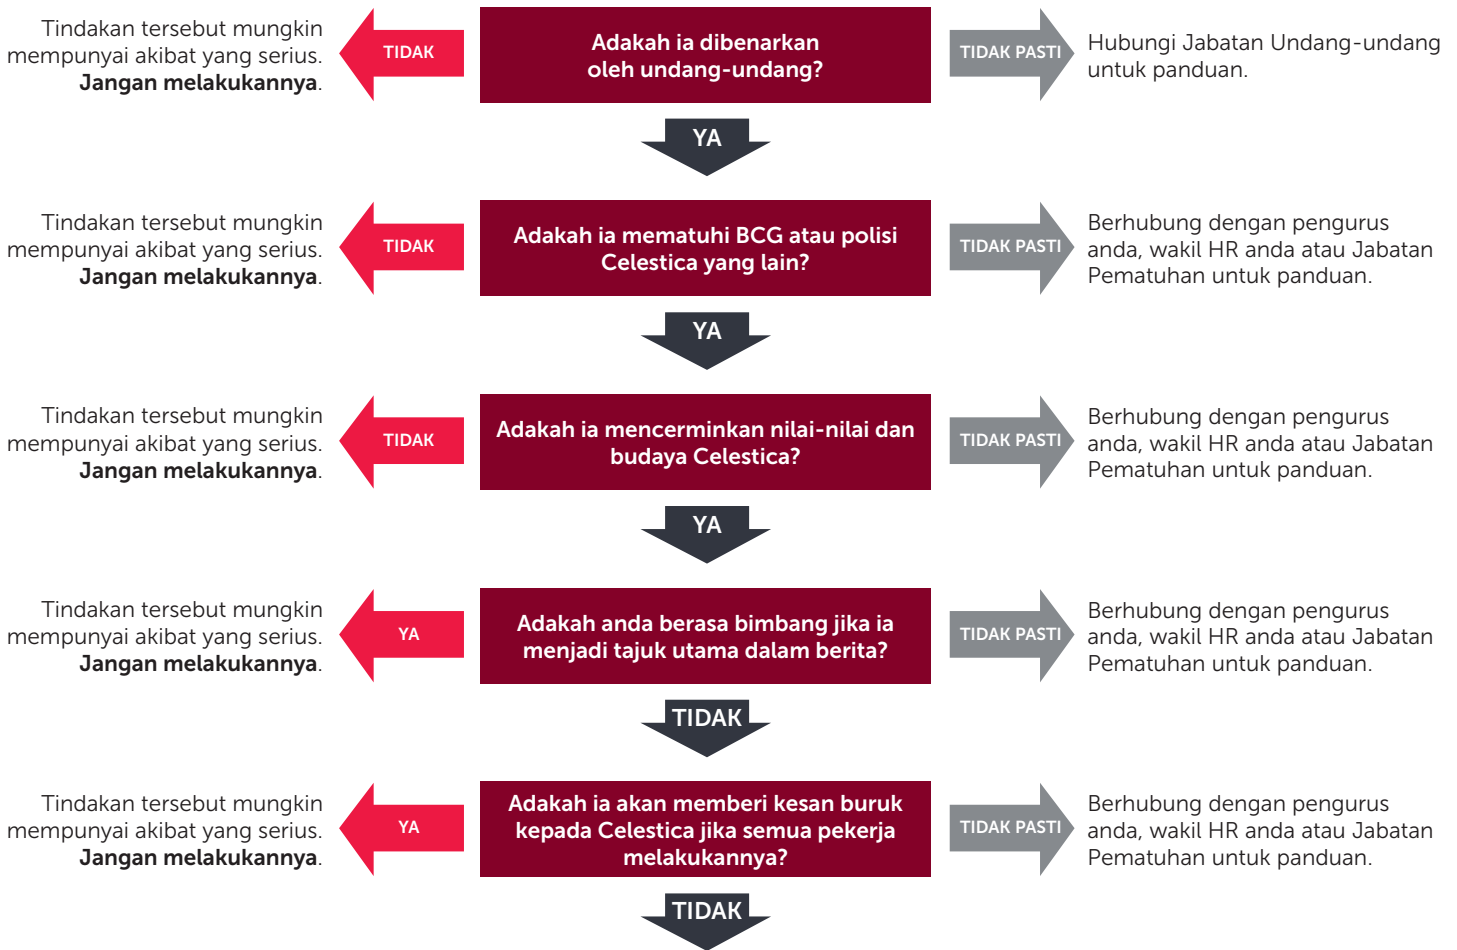 Tindakan tersebut mungkin
mempunyai akibat yang serius.
Jangan melakukannya.
TIDAK
Adakah ia dibenarkan
oleh undang-undang?
TIDAK PASTI
Hubungi Jabatan Undang-undang
untuk panduan.
YA
Tindakan tersebut mungkin
mempunyai akibat yang serius.
Jangan melakukannya.
TIDAK
Adakah ia mematuhi BCG atau polisi
Celestica yang lain?
TIDAK PASTI
Berhubung dengan pengurus
anda, wakil HR anda atau Jabatan
Pematuhan untuk panduan.
YA
Tindakan tersebut mungkin
mempunyai akibat yang serius.
Jangan melakukannya.
TIDAK
Adakah ia mencerminkan nilai-nilai dan
budaya Celestica?
TIDAK PASTI
Berhubung dengan pengurus
anda, wakil HR anda atau Jabatan
Pematuhan untuk panduan.
YA
Tindakan tersebut mungkin
mempunyai akibat yang serius.
Jangan melakukannya.
YA
Adakah anda berasa bimbang jika ia
menjadi tajuk utama dalam berita?
TIDAK PASTI
Berhubung dengan pengurus
anda, wakil HR anda atau Jabatan
Pematuhan untuk panduan.
TIDAK
Tindakan tersebut mungkin
mempunyai akibat yang serius.
Jangan melakukannya.
YA
Adakah ia akan memberi kesan buruk
kepada Celestica jika semua pekerja
melakukannya?
TIDAK PASTI
Berhubung dengan pengurus
anda, wakil HR anda atau Jabatan
Pematuhan untuk panduan.
TIDAK